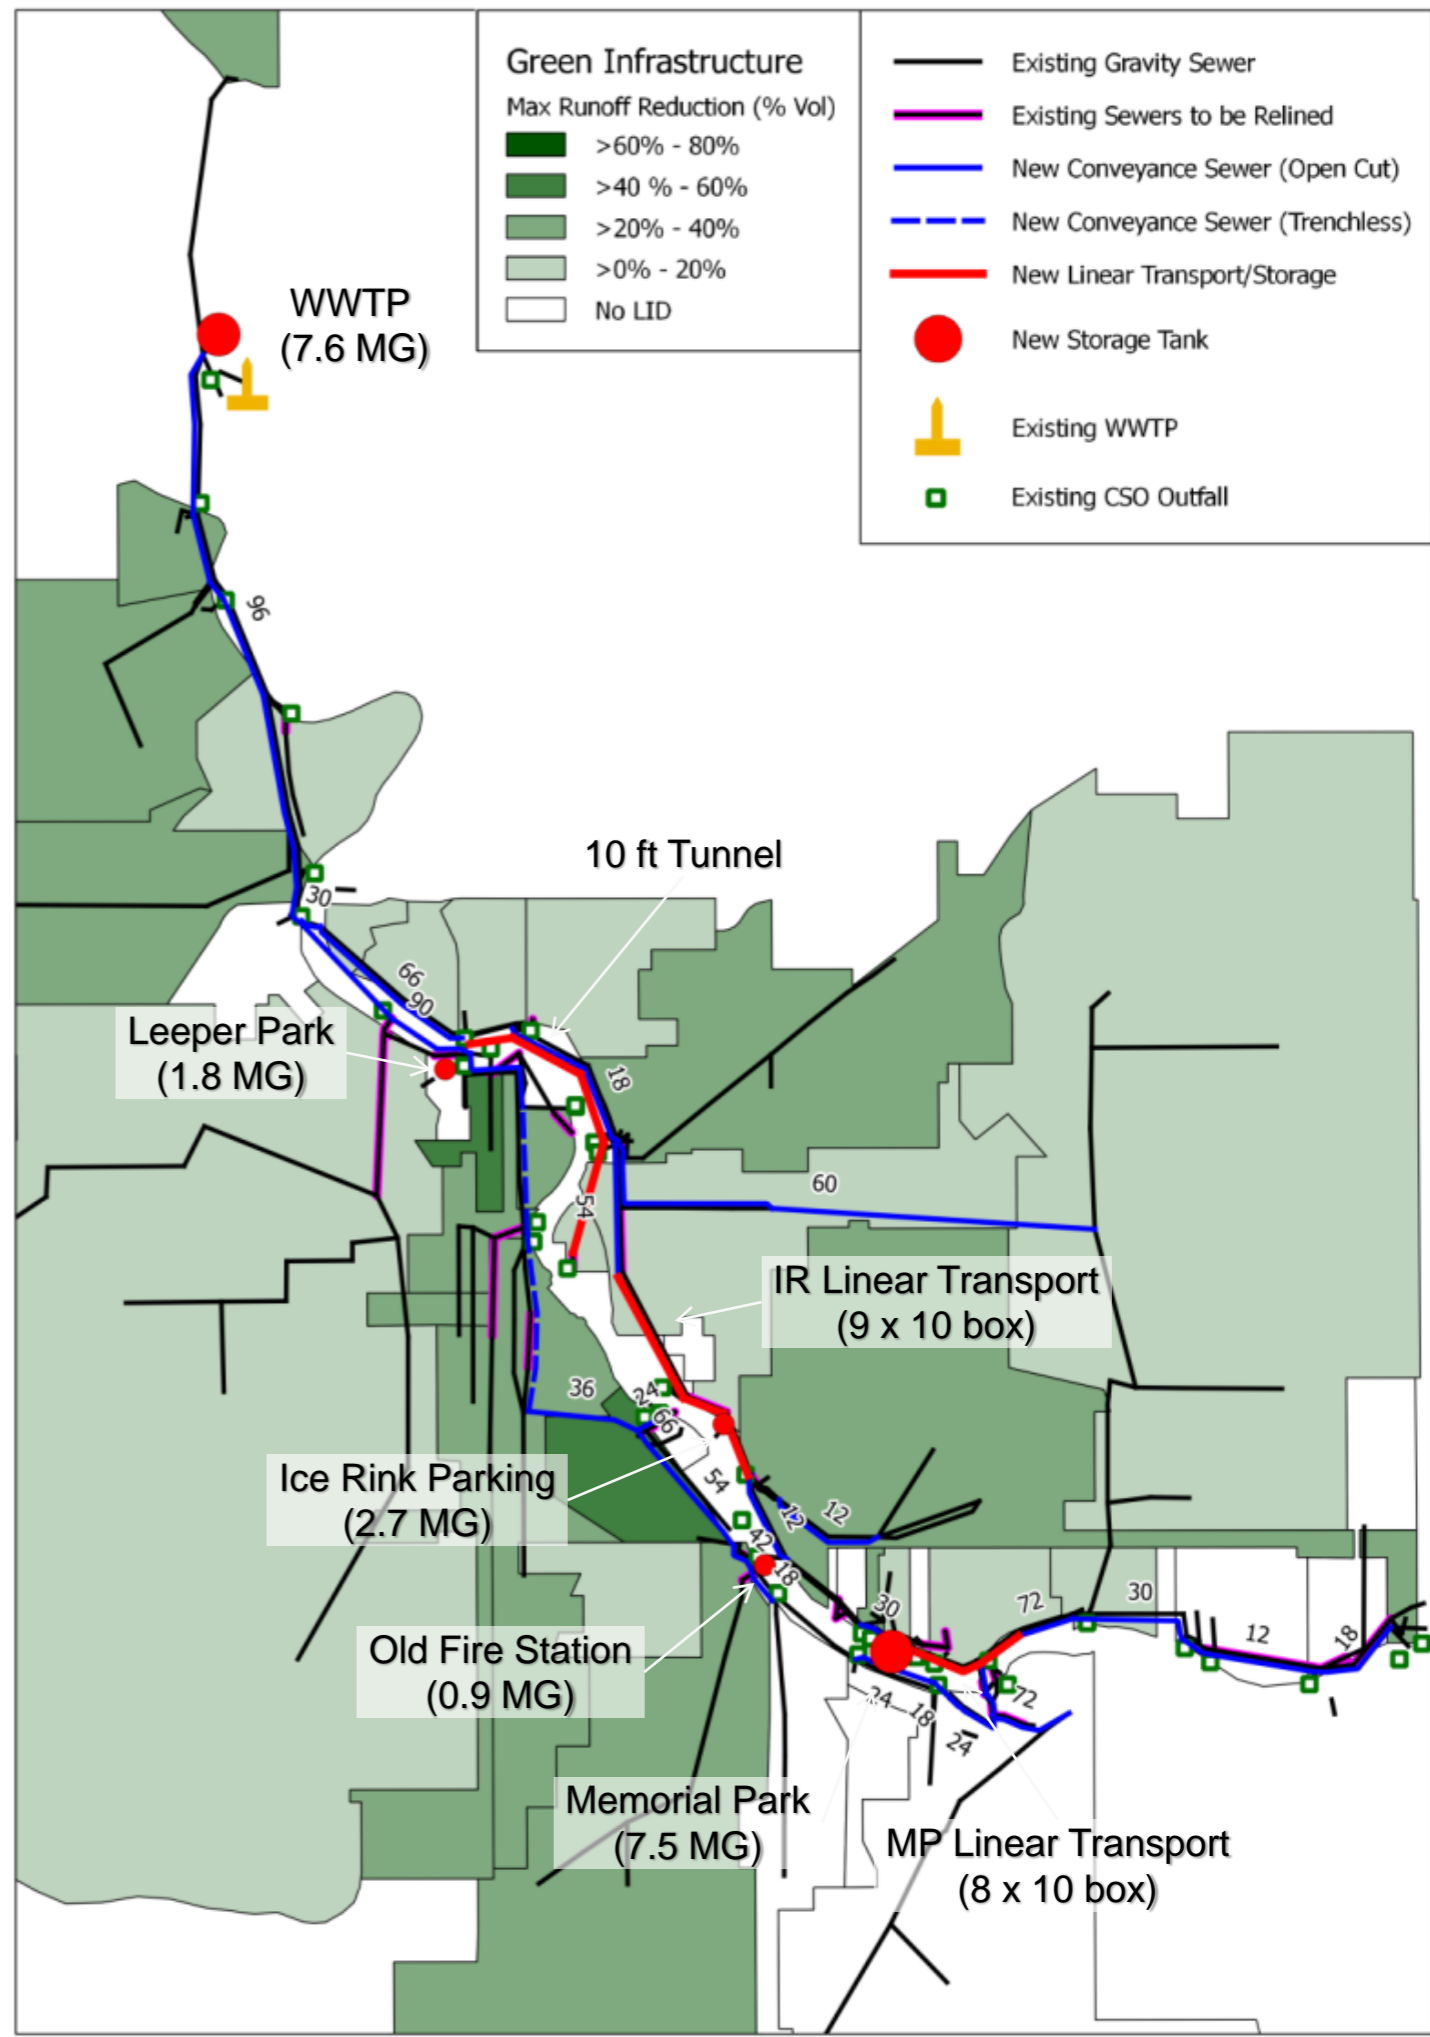 Green Infrastructure
Max Runoff Reduction (% Vol)
>60% - 80%
>40 % - 60%
>20% - 40%
>0% - 20%
No LID
Existing Gravity Sewer
Existing Sewers to be Relined
New Conveyance Sewer (Open Cut)
New Conveyance Sewer (Trenchless)
New Linear Transport/Storage
New Storage Tank
Existing WWTP
Existing CSO Outfall
WWTP
(7.6 MG)
96
10 ft Tunnel
30
66
90
Leeper Park
(1.8 MG)
18
60
54
IR Linear Transport
(9 x 10 box)
36
24
66
Ice Rink Parking
(2.7 MG)
54
12
12
42
18
30
72
30
12
18
Old Fire Station
(0.9 MG)
24
18
72
24
Memorial Park
(7.5 MG)
MP Linear Transport
(8 x 10 box)